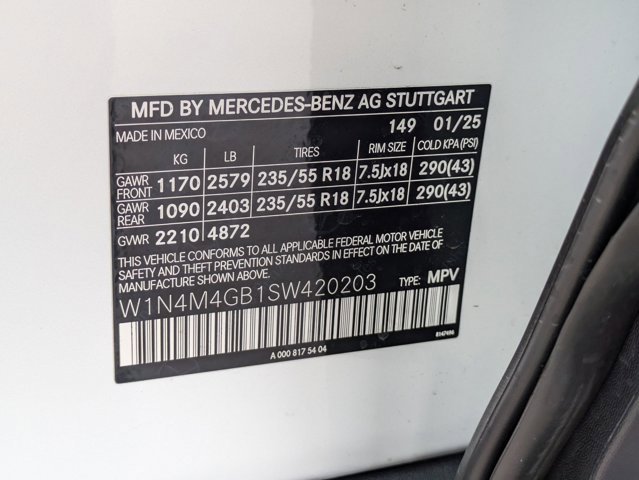 MFD BY MERCEDES-BENZ AG STUTTGART
MADE IN MEXICO 149 01/25
KG LB TIRES RIM SIZE COLD KPA (PSI)
GAWR FRONT 1170 2579 235/55 R18 7.5Jx18 290(43)
GAWR REAR 1090 2403 235/55 R18 7.5Jx18 290(43)
GVWR 2210 4872
THIS VEHICLE CONFORMS TO ALL APPLICABLE FEDERAL MOTOR VEHICLE
SAFETY AND THEFT PREVENTION STANDARDS IN EFFECT ON THE DATE OF
MANUFACTURE SHOWN ABOVE.
W1N4M4GB1SW420203 TYPE: MPV
A 000 817 54 04 8147496